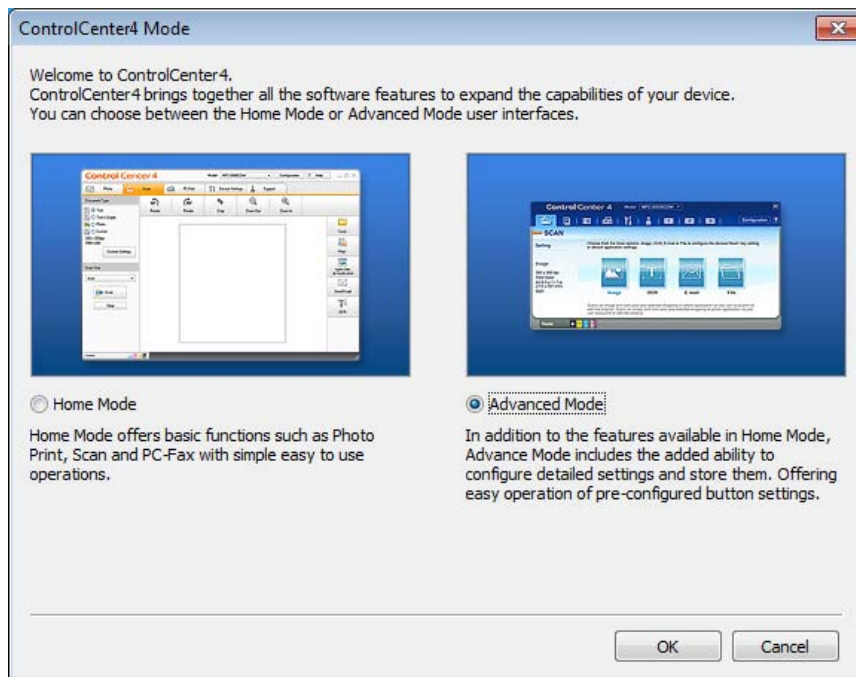 ControlCenter4 Mode
Welcome to ControlCenter4.
ControlCenter4 brings together all the software features to expand the capabilities of your device.
You can choose between the Home Mode or Advanced Mode user interfaces.
Control Center 4
Control Center 4
SCAN
Home Mode
Advanced Mode
Home Mode offers basic functions such as Photo
Print, Scan and PC-Fax with simple easy to use
operations.
In addition to the features available in Home Mode,
Advance Mode includes the added ability to
configure detailed settings and store them. Offering
easy operation of pre-configured button settings.
OK
Cancel